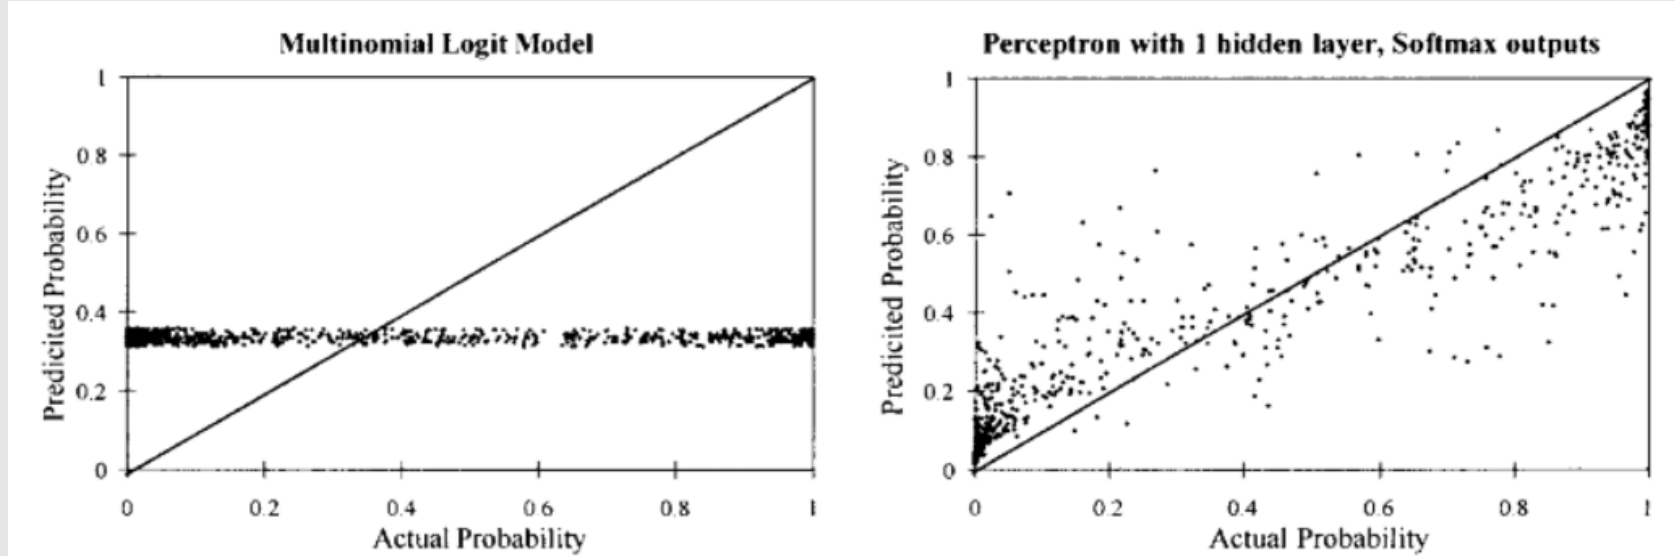 Multinomial Logit Model
1
0.8
0.6
0.4
0.2
0
0 0.2 0.4 0.6 0.8 1
Predicited Probability
Actual Probability
Perceptron with 1 hidden layer, Softmax outputs
1
0.8
0.6
0.4
0.2
0
0 0.2 0.4 0.6 0.8 1
Predicited Probability
Actual Probability